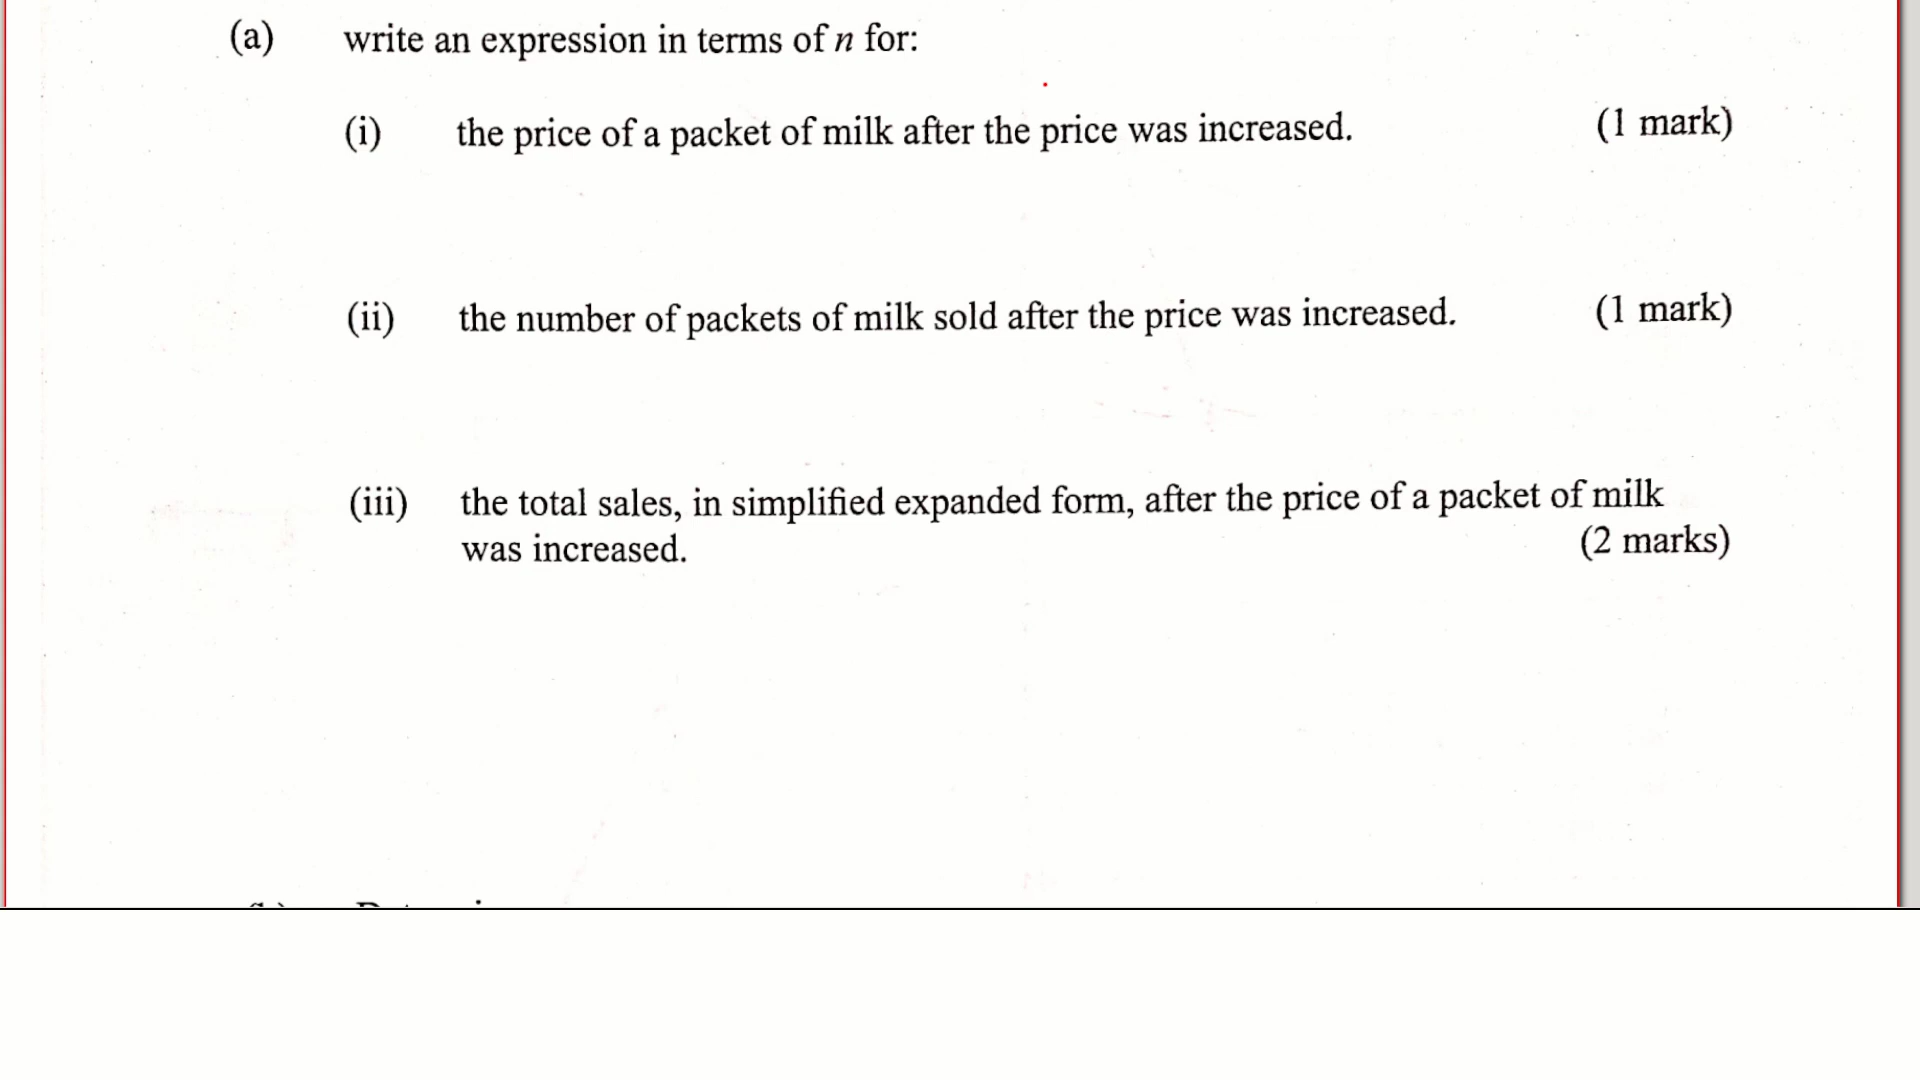 (a) write an expression in terms of n for:
(i) the price of a packet of milk after the price was increased. (1 mark)
(ii) the number of packets of milk sold after the price was increased. (1 mark)
(iii) the total sales, in simplified expanded form, after the price of a packet of milk
was increased. (2 marks)